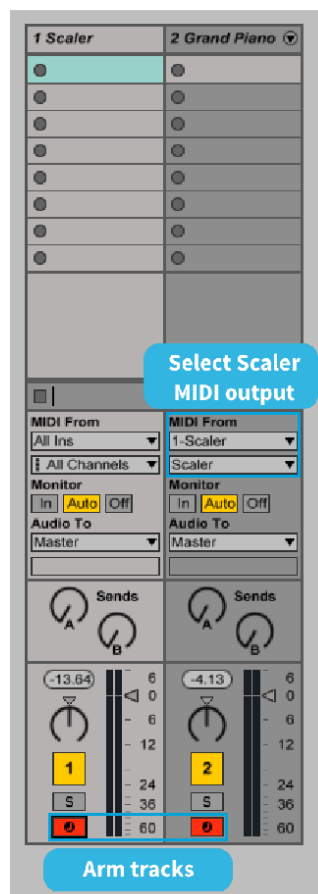 1 Scaler
2 Grand Piano
Select Scaler
MIDI output
MIDI From
MIDI From
All Ins
1-Scaler
All Channels
Scaler
Monitor
Monitor
In Auto Off
In Auto Off
Audio To
Audio To
Master
Master
Sends
Sends
A
A
B
B
-13.64
6
-4.13
6
0
0
6
6
12
12
1
2
24
24
S
36
S
36
60
60
Arm tracks